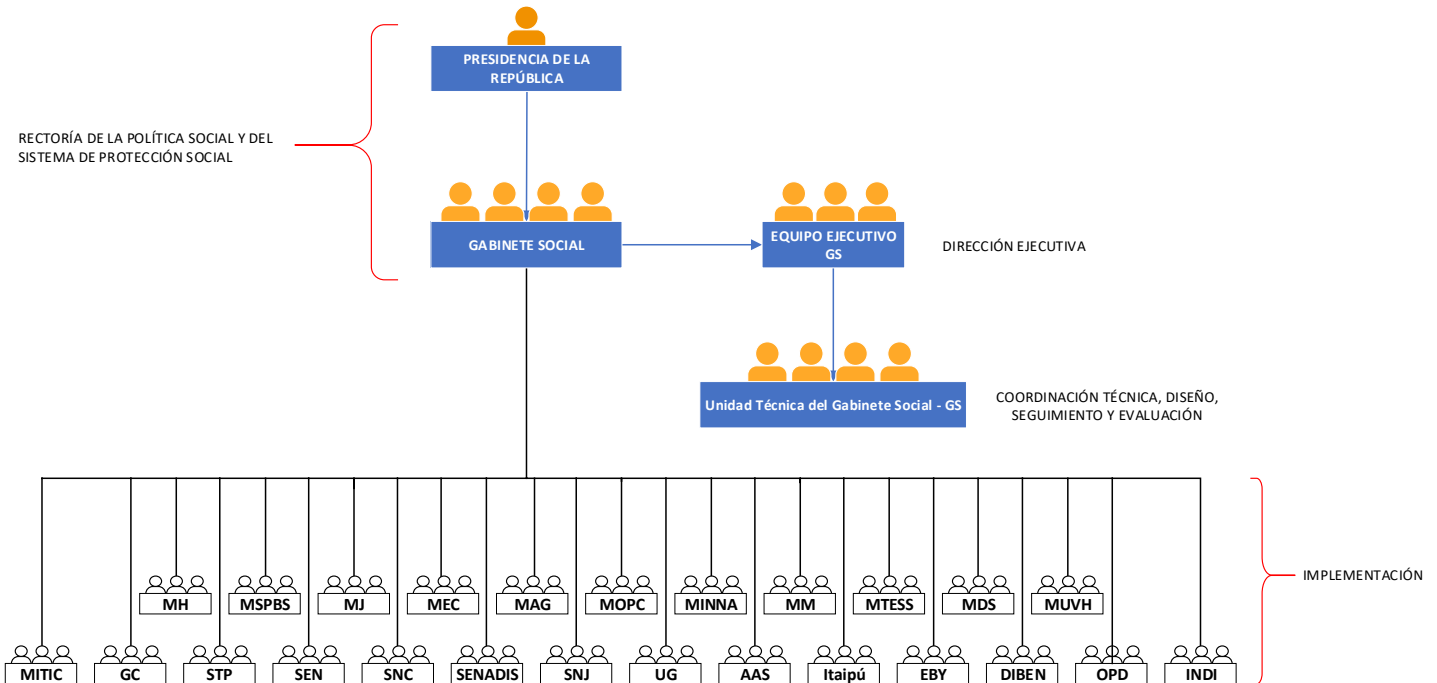 PRESIDENCIA DE LA
REPÚBLICA
RECTORÍA DE LA POLÍTICA SOCIAL Y DEL
SISTEMA DE PROTECCIÓN SOCIAL
GABINETE SOCIAL
EQUIPO EJECUTIVO
GS
DIRECCIÓN EJECUTIVA
Unidad Técnica del Gabinete Social - GS
COORDINACIÓN TÉCNICA, DISEÑO,
SEGUIMIENTO Y EVALUACIÓN
IMPLEMENTACIÓN
MH
MSPBS
MJ
MEC
MAG
MOPC
MINNA
MM
MTESS
MDS
MUVH
MITIC
GC
STP
SEN
SNC
SENADIS
SNJ
UG
AAS
Itaipú
EBY
DIBEN
OPD
INDI